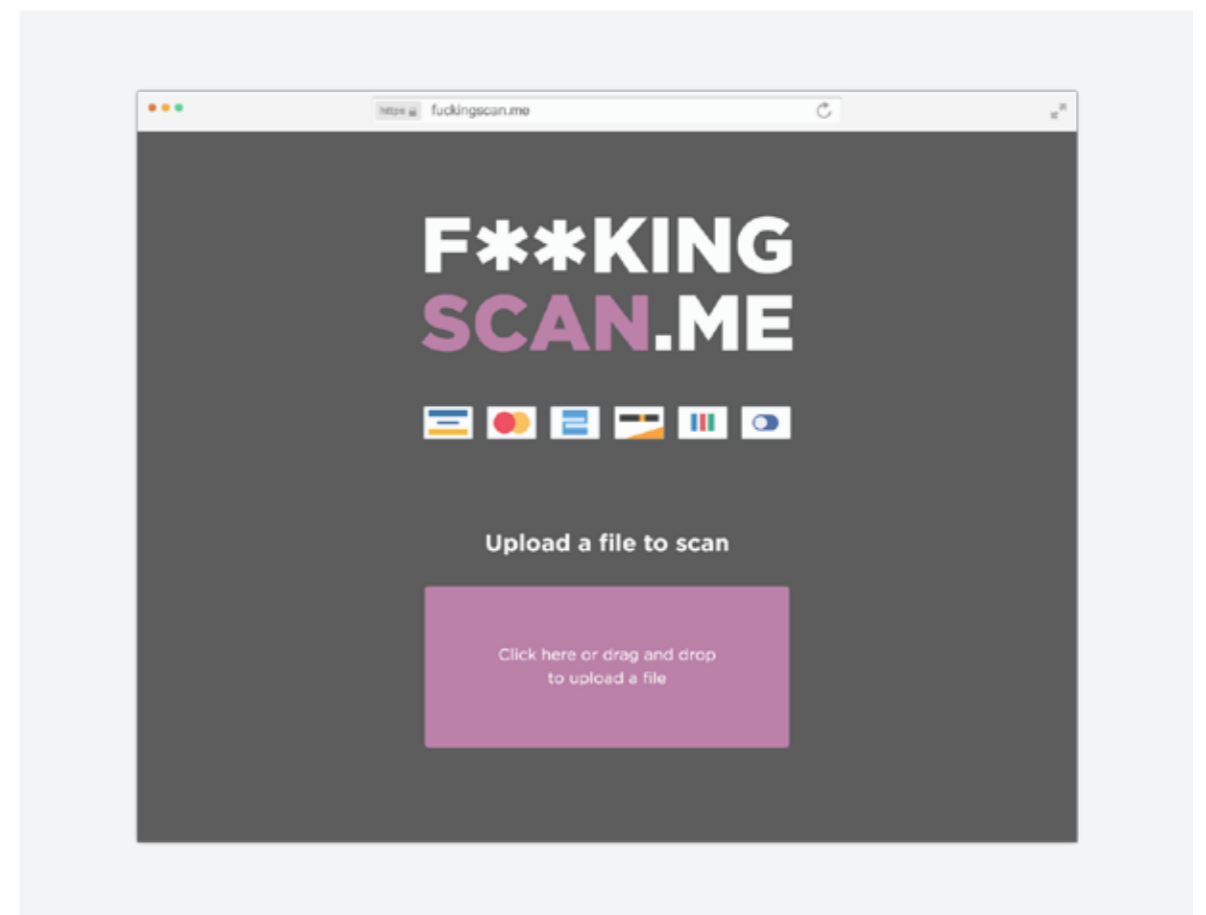 https fuckingscan.me
F**KING
SCAN.ME
Upload a file to scan
Click here or drag and drop
to upload a file